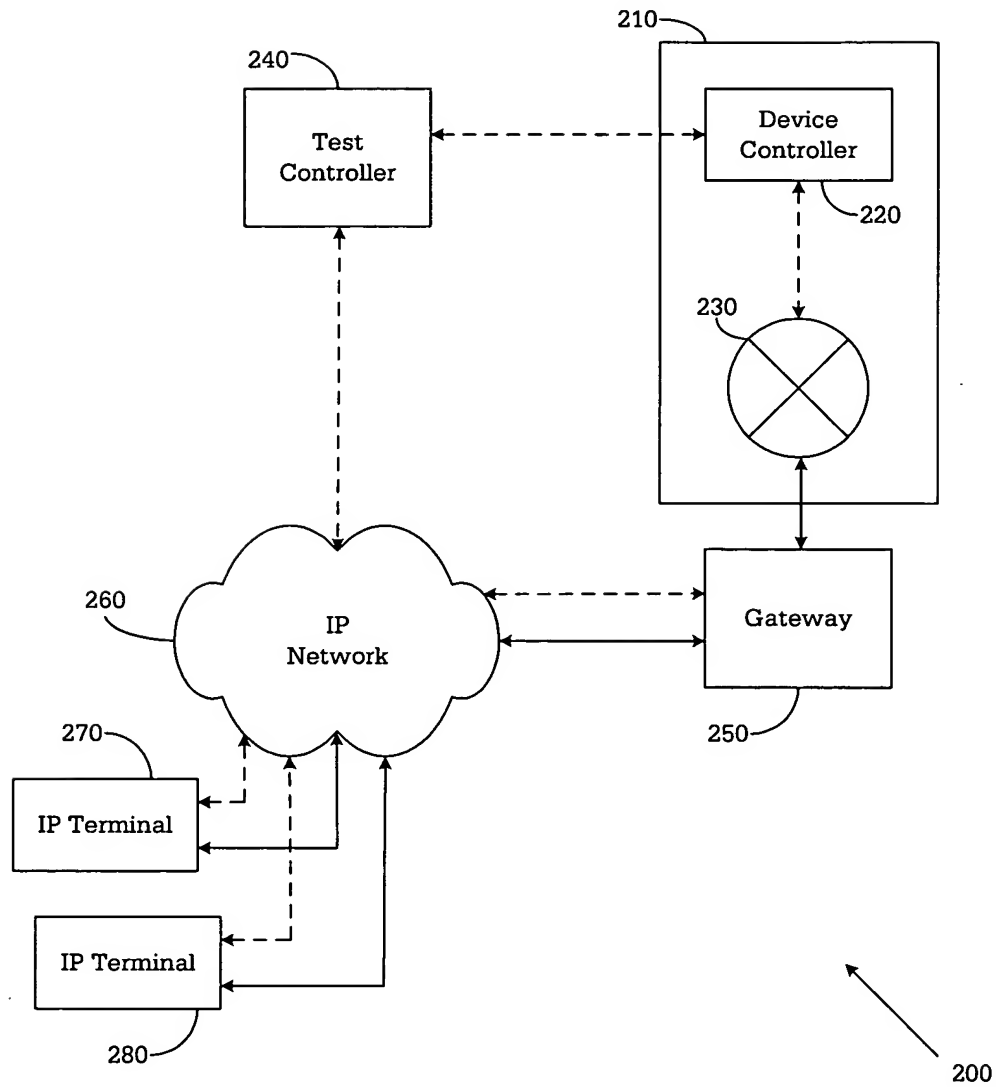 210
240
Test
Controller
Device
Controller
220
230
260
IP
Network
Gateway
250
270
IP Terminal
IP Terminal
280
200